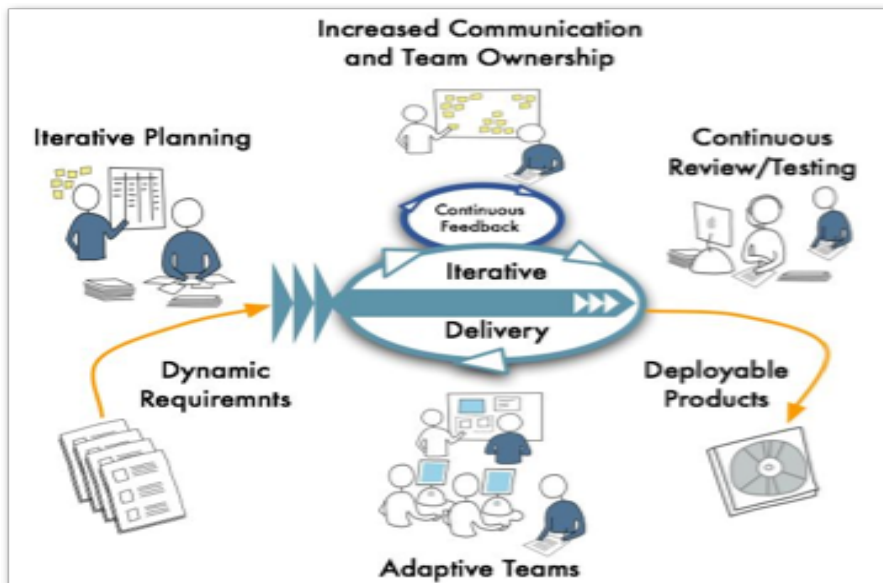 Increased Communication
and Team Ownership
Iterative Planning
Continuous
Review/Testing
Continuous
Feedback
Iterative
Delivery
Dynamic
Requiremnts
Deployable
Products
Adaptive Teams